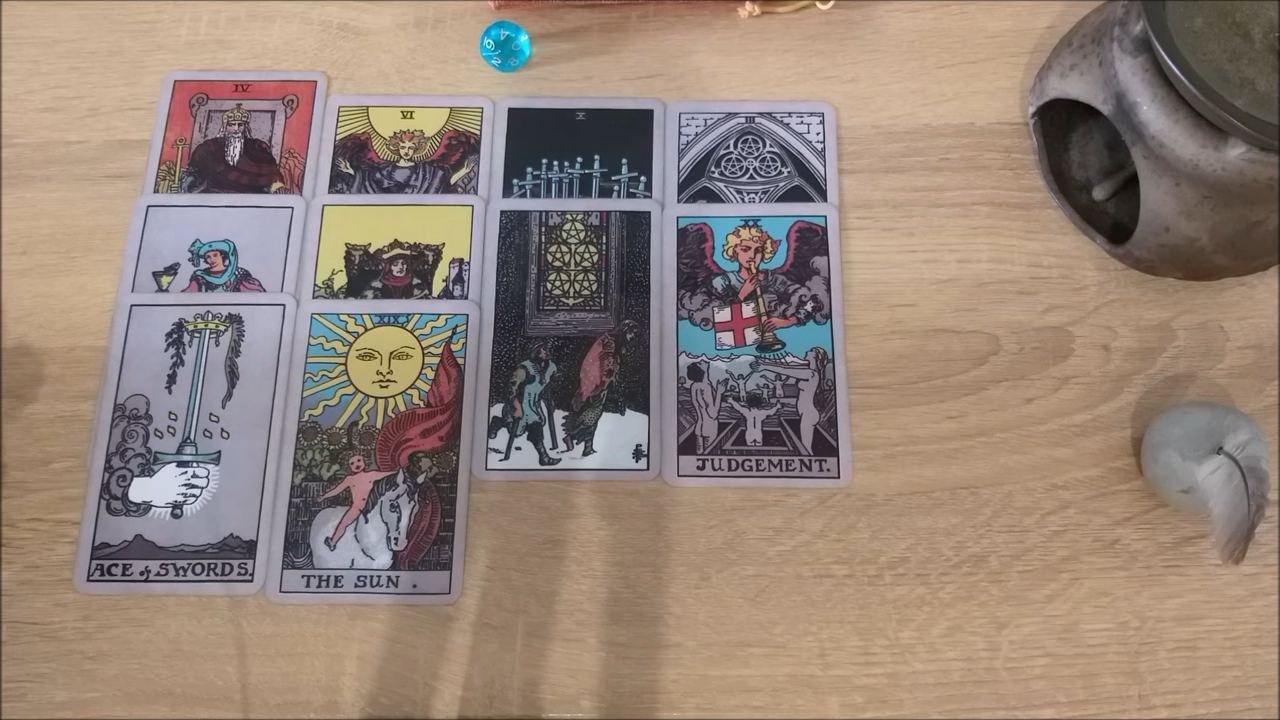 IV
VI
X
XX
JUDGEMENT.
XIX
ACE of SWORDS.
THE SUN .